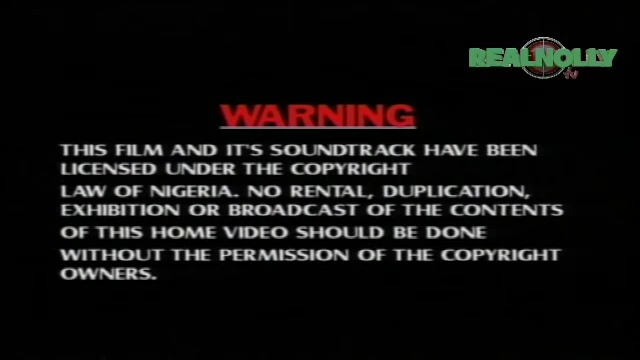 REALNOLLY
tv
WARNING
THIS FILM AND IT'S SOUNDTRACK HAVE BEEN
LICENSED UNDER THE COPYRIGHT
LAW OF NIGERIA. NO RENTAL, DUPLICATION,
EXHIBITION OR BROADCAST OF THE CONTENTS
OF THIS HOME VIDEO SHOULD BE DONE
WITHOUT THE PERMISSION OF THE COPYRIGHT
OWNERS.